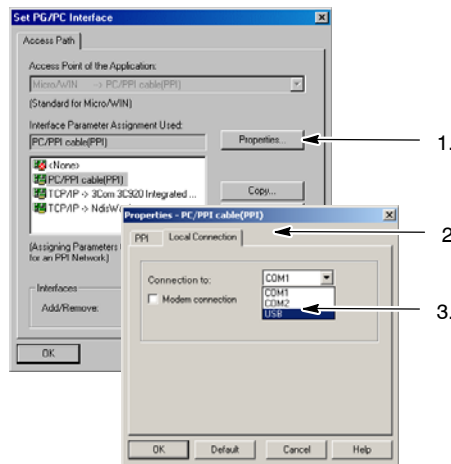 Set PG/PC Interface
Access Path
Access Point of the Application:
Micro/WIN -> PC/PPI cable(PPI)
(Standard for Micro/WIN)
Interface Parameter Assignment Used:
PC/PPI cable(PPI)
Properties...
1.
<None>
PC/PPI cable(PPI)
TCP/IP -> 3Com 3C920 Integrated ...
TCP/IP -> NdisW
Copy...
(Assigning Parameters
for an PPI Network)
Interfaces
Add/Remove:
OK
Properties - PC/PPI cable(PPI)
2
PPI
Local Connection
Connection to:
COM1
Modem connection
COM1
COM2
USB
3.
OK
Default
Cancel
Help